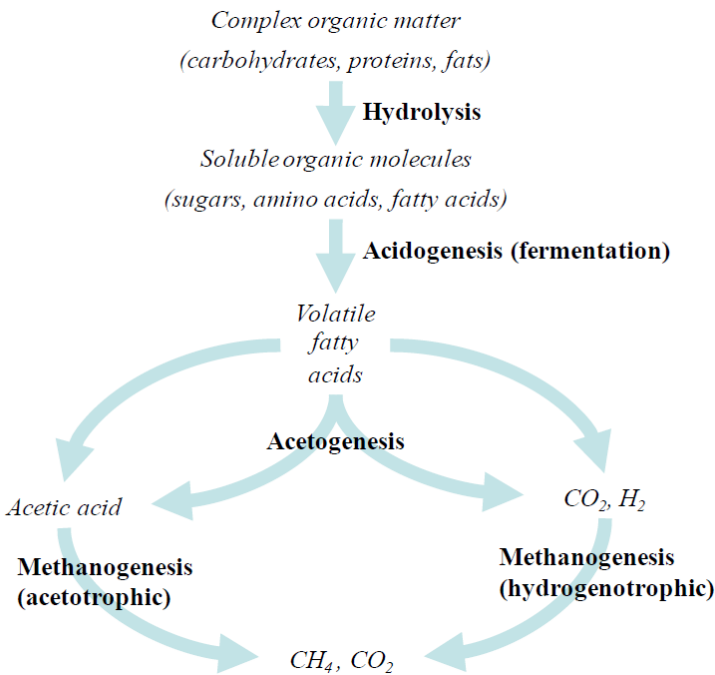 Complex organic matter
(carbohydrates, proteins, fats)
Hydrolysis
Soluble organic molecules
(sugars, amino acids, fatty acids)
Acidogenesis (fermentation)
Volatile
fatty
acids
Acetogenesis
Acetic acid
CO₂, H₂
Methanogenesis
(acetotrophic)
Methanogenesis
(hydrogenotrophic)
CH₄, CO₂